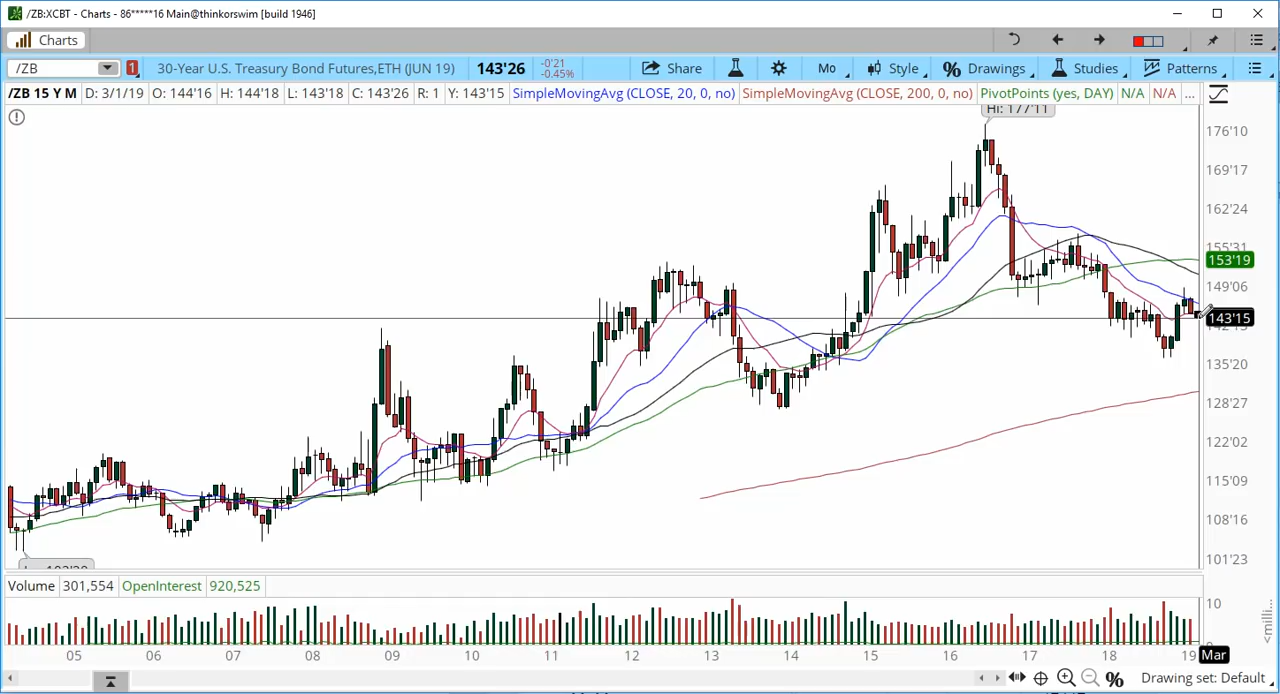 /ZB:XCBT - Charts - 86*****16 Main@thinkorswim [build 1946]
Charts
/ZB 1 30-Year U.S. Treasury Bond Futures,ETH (JUN 19) 143'26 -0'21 -0.45% Share Mo Style % Drawings Studies Patterns
/ZB 15 Y M D: 3/1/19 O: 144'16 H: 144'18 L: 143'18 C: 143'26 R: 1 Y: 143'15 SimpleMovingAvg (CLOSE, 20, 0, no) SimpleMovingAvg (CLOSE, 200, 0, no) PivotPoints (yes, DAY) N/A N/A ...
Hi: 177'11
176'10
169'17
162'24
155'31
153'19
149'06
143'15
135'20
128'27
122'02
115'09
108'16
101'23
Volume 301,554 OpenInterest 920,525
10
<milli...
05 06 07 08 09 10 11 12 13 14 15 16 17 18 19 Mar
% Drawing set: Default